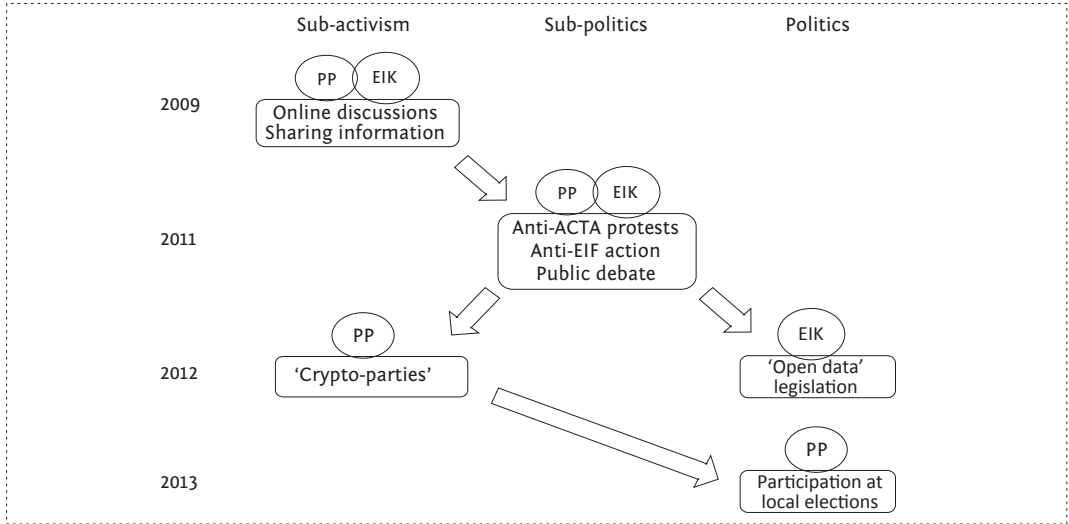 Sub-activism
Sub-politics
Politics
PP
EIK
2009
Online discussions
Sharing information
PP
EIK
2011
Anti-ACTA protests
Anti-EIF action
Public debate
PP
EIK
2012
‘Crypto-parties’
‘Open data’
legislation
PP
2013
Participation at
local elections